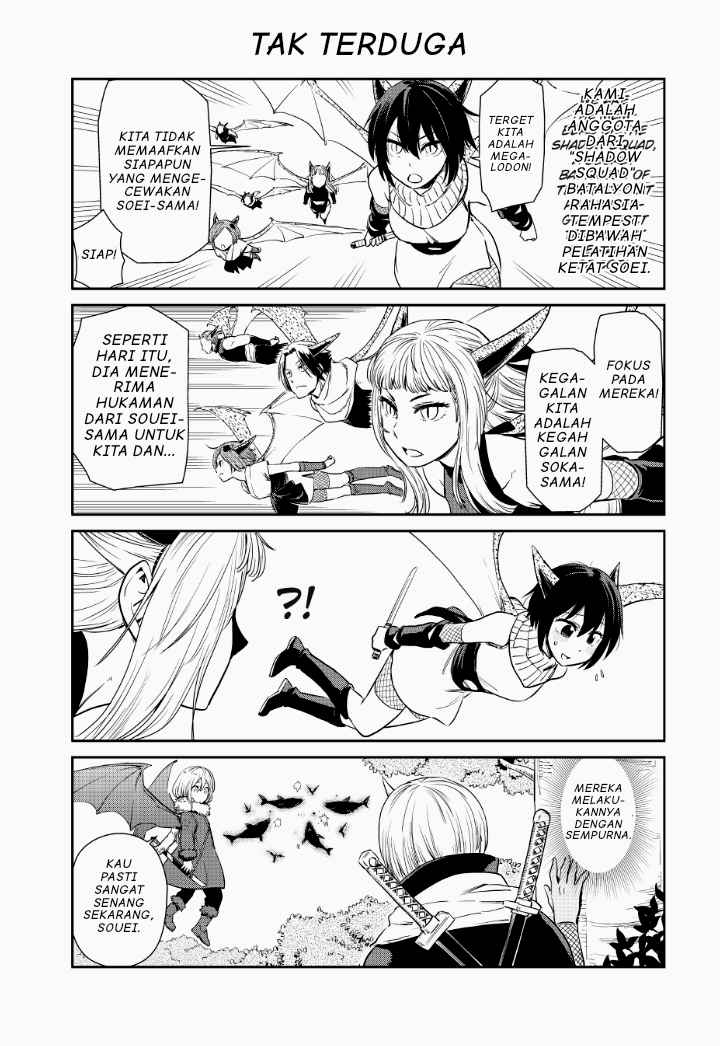 TAK TERDUGA
KAMI
ADALAH
ANGGOTA
DARI
"SHADOW
SQUAD"
BATALYON
RAHASIA
TEMPEST
DIBAWAH
PELATIHAN
KETAT SOEI.
TERGET
KITA
ADALAH
MEGA-
LODON!
KITA TIDAK
MEMAAFKAN
SIAPAPUN
YANG MENGE-
CEWAKAN
SOEI-SAMA!
SIAP!
FOKUS
PADA
MEREKA!
KEGA-
GALAN
KITA
ADALAH
KEGAH
GALAN
SOKA-
SAMA!
SEPERTI
HARI ITU,
DIA MENE-
RIMA
HUKAMAN
DARI SOUEI-
SAMA UNTUK
KITA DAN...
?!
MEREKA
MELAKU-
KANNYA
DENGAN
SEMPURNA.
KAU
PASTI
SANGAT
SENANG
SEKARANG,
SOUEI.